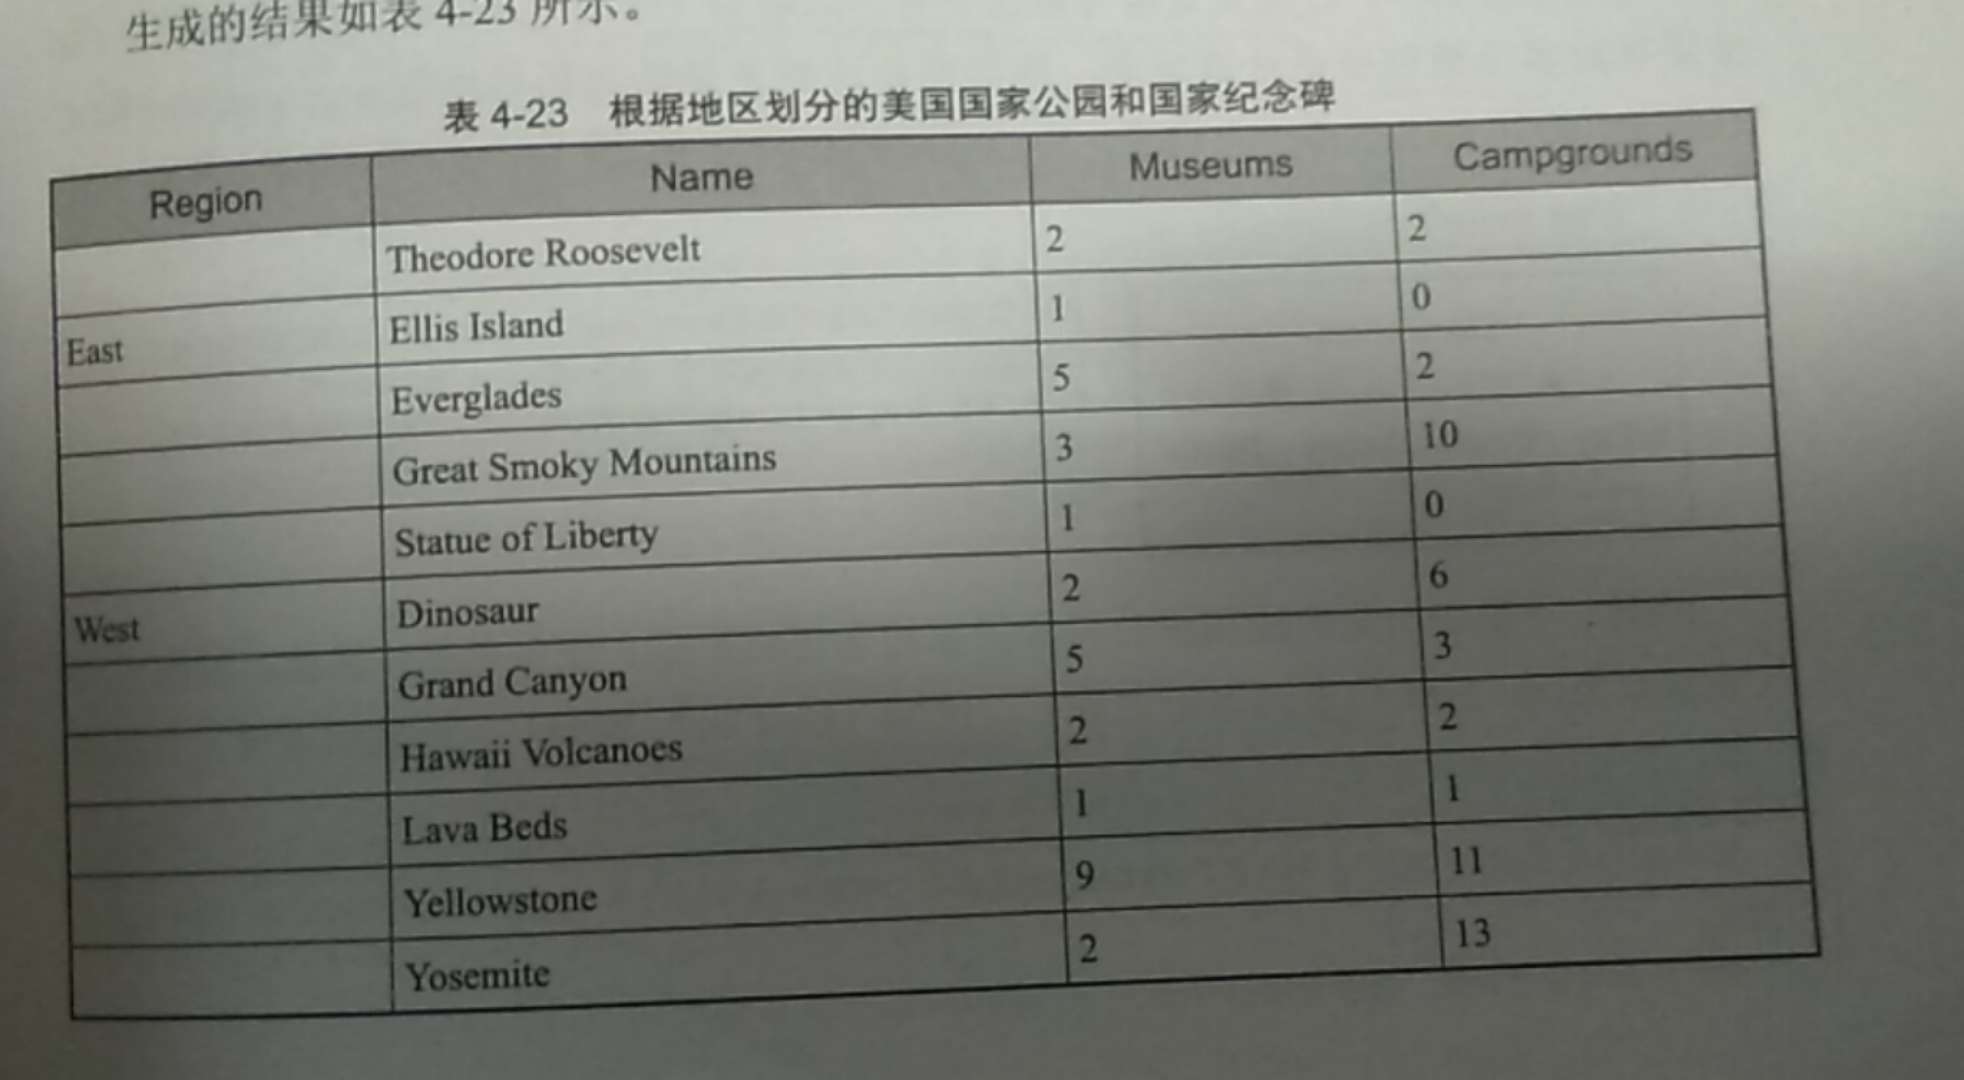 生成的结果如表 4-23 所示。
表 4-23 根据地区划分的美国国家公园和国家纪念碑
Region Name Museums Campgrounds
Theodore Roosevelt 2 2
East Ellis Island 1 0
Everglades 5 2
Great Smoky Mountains 3 10
Statue of Liberty 1 0
West Dinosaur 2 6
Grand Canyon 5 3
Hawaii Volcanoes 2 2
Lava Beds 1 1
Yellowstone 9 11
Yosemite 2 13